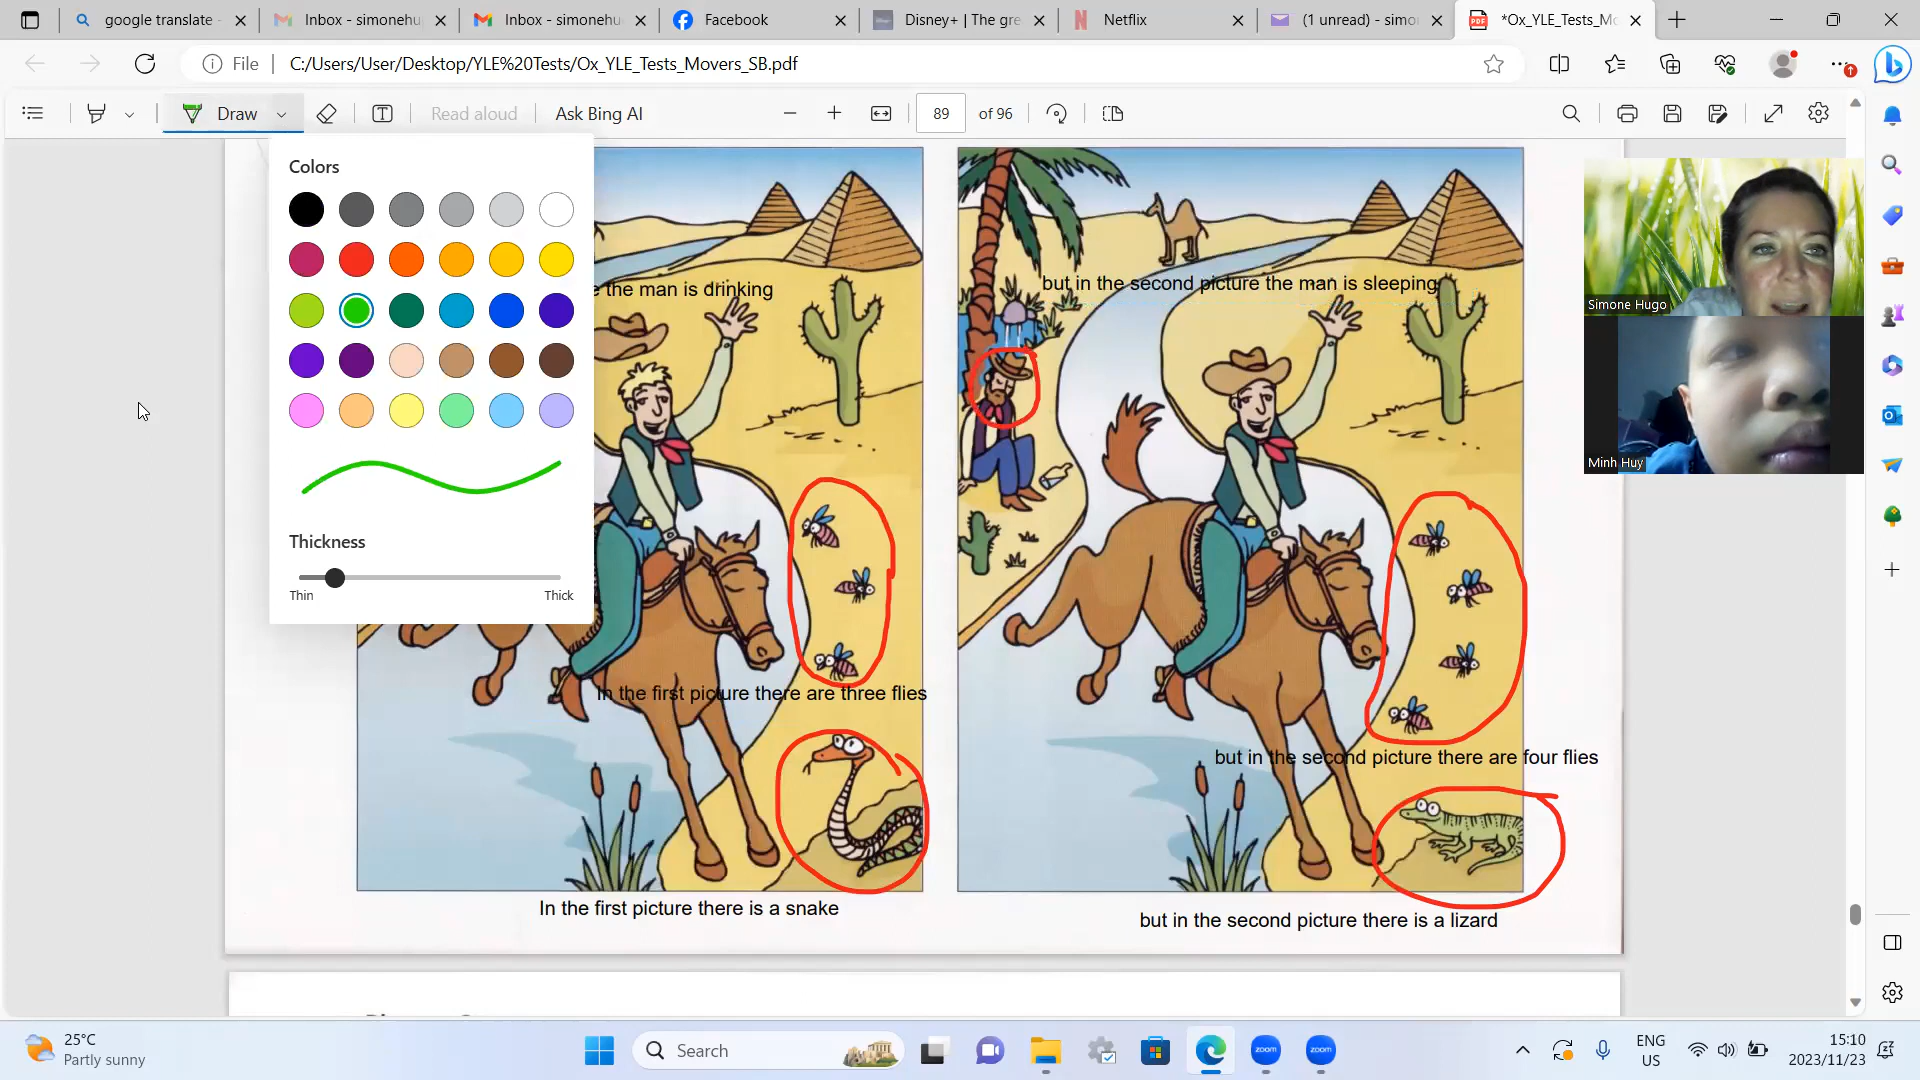 google translate -
Inbox - simonehu
Inbox - simonehu
Facebook
Disney+ | The gre
Netflix
(1 unread) - simo
*Ox_YLE_Tests_Mo
File
C:/Users/User/Desktop/YLE%20Tests/Ox_YLE_Tests_Movers_SB.pdf
Draw
Read aloud
Ask Bing AI
89
of 96
Colors
Thickness
Thin
Thick
e the man is drinking
but in the second picture the man is sleeping
In the first picture there are three flies
but in the second picture there are four flies
In the first picture there is a snake
but in the second picture there is a lizard
Simone Hugo
Minh Huy
25°C
Partly sunny
Search
zoom
zoom
ENG
US
15:10
2023/11/23